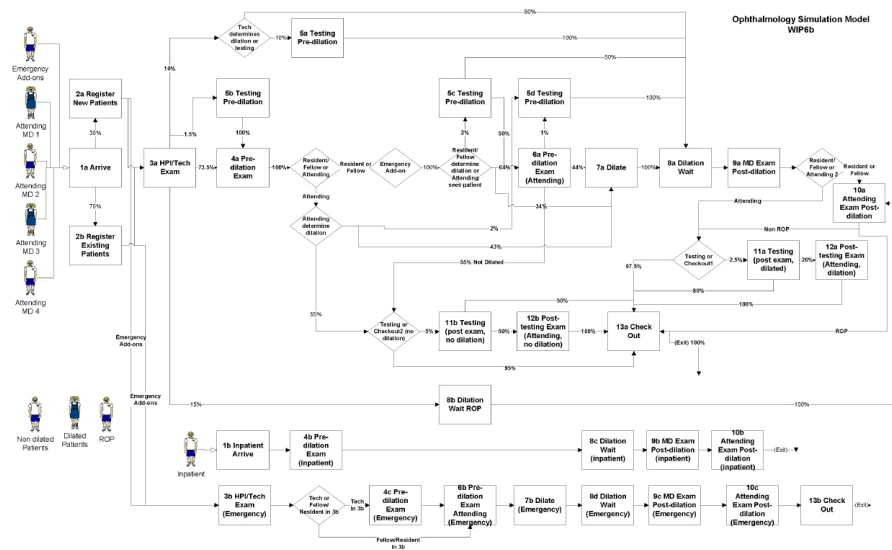 Ophthalmology Simulation Model
WIP6b
Emergency
Add-ons
Attending
MD 1
Attending
MD 2
Attending
MD 3
Attending
MD 4
2a Register
New Patients
30%
1a Arrive
70%
2b Register
Existing
Patients
3a HPI/Tech
Exam
10%
1.5%
73.5%
15%
Tech
determines
dilation or
testing
90%
10%
5a Testing
Pre-dilation
100%
5b Testing
Pre-dilation
100%
4a Pre-
dilation
Exam
100%
Resident/
Fellow or
Attending
Resident or
Fellow
Emergency
Add-on
100%
Resident/
Fellow
determine
dilation or
Attending
sees patient
2%
5c Testing
Pre-dilation
50%
50%
64%
34%
5d Testing
Pre-dilation
100%
1%
6a Pre-
dilation
Exam
(Attending)
44%
7a Dilate
100%
8a Dilation
Wait
9a MD Exam
Post-dilation
Resident/
Fellow or
Attending 2
Resident or
Fellow
10a
Attending
Exam Post-
dilation
Attending
Attending
determine
dilation
2%
43%
55%
55% Not Dilated
Non ROP
Testing or
Checkout1
2.5%
97.5%
11a Testing
(post exam,
dilated)
20%
80%
12a Post-
testing Exam
(Attending,
dilation)
100%
Testing or
Checkout2 (no
dilation)
5%
95%
11b Testing
(post exam,
no dilation)
50%
50%
12b Post-
testing Exam
(Attending,
no dilation)
100%
13a Check
Out
ROP
(Exit) 100%
Attending
Emergency
Add-ons
Emergency
Add-ons
8b Dilation
Wait ROP
100%
Non dilated
Patients
Dilated
Patients
ROP
Inpatient
1b Inpatient
Arrive
4b Pre-
dilation
Exam
(inpatient)
8c Dilation
Wait
(inpatient)
9b MD Exam
Post-dilation
(inpatient)
10b
Attending
Exam Post-
dilation
(inpatient)
(Exit)
3b HPI/Tech
Exam
(Emergency)
Tech or
Fellow/
Resident in 3b
Tech
In 3b
Fellow/Resident
In 3b
4c Pre-
dilation
Exam
(Emergency)
6b Pre-
dilation
Exam
Attending
(Emergency)
7b Dilate
(Emergency)
8d Dilation
Wait
(Emergency)
9c MD Exam
Post-dilation
(Emergency)
10c
Attending
Exam Post-
dilation
(Emergency)
13b Check
Out
(Exit)